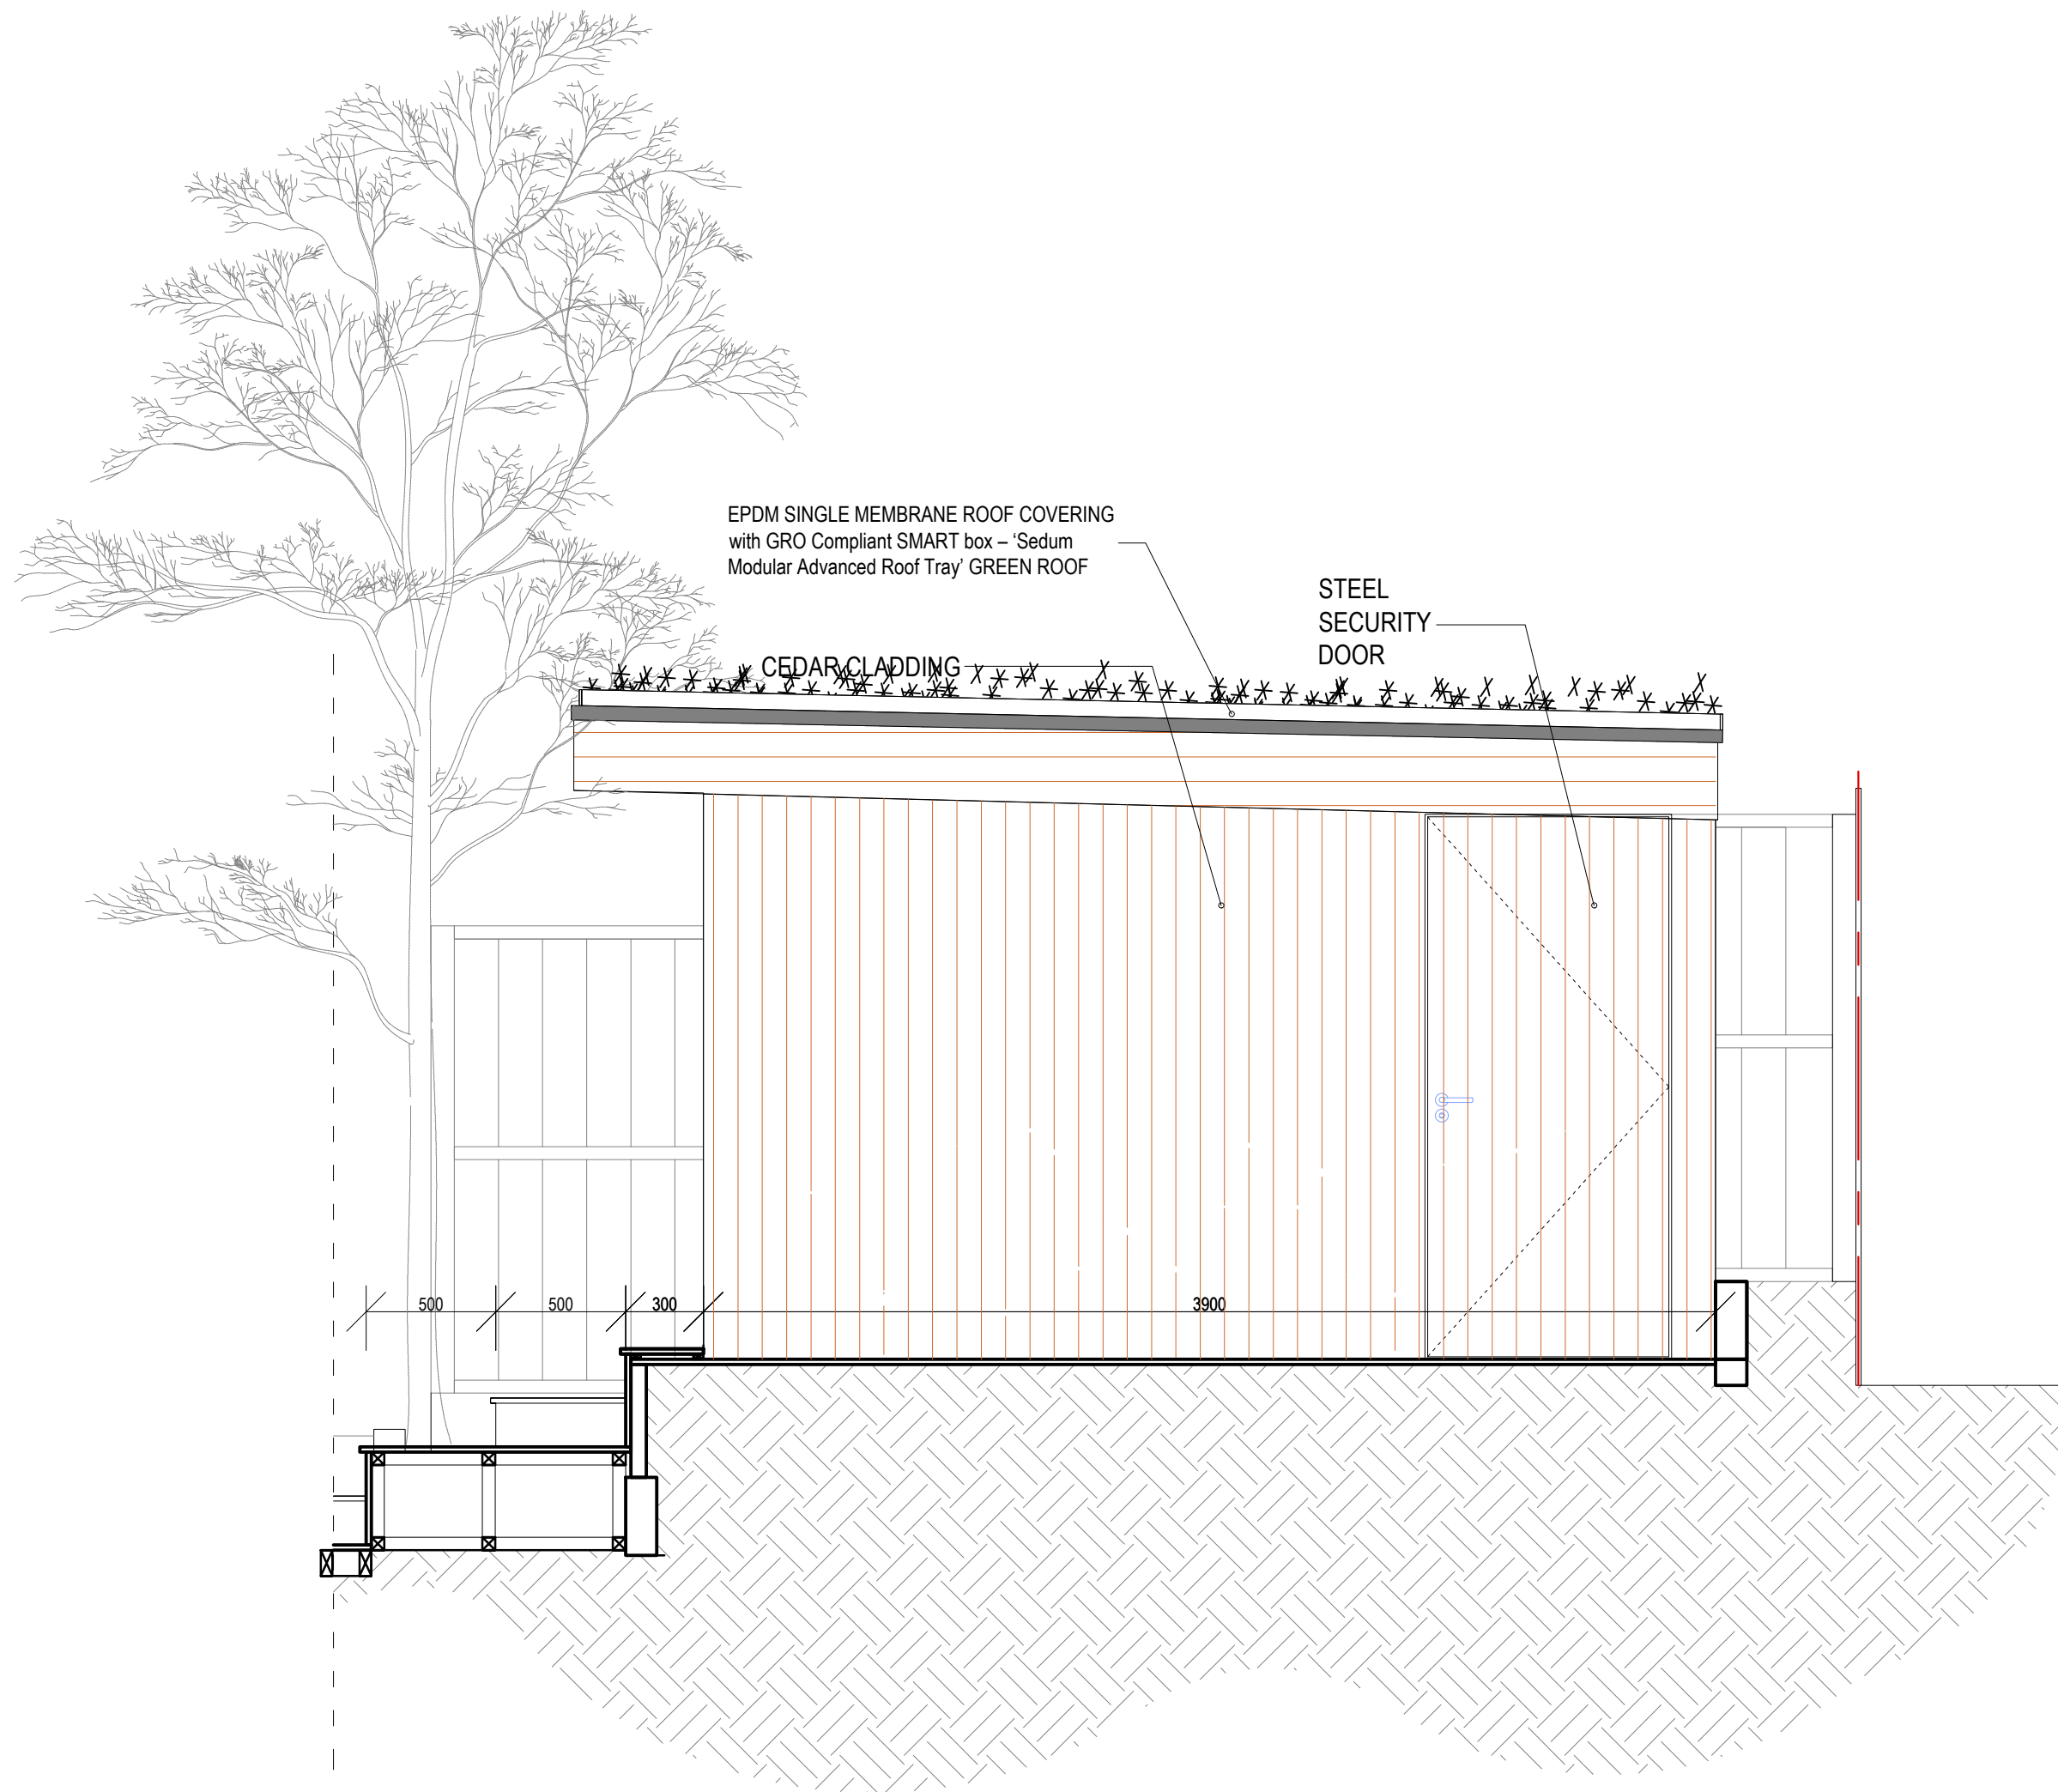 EPDM SINGLE MEMBRANE ROOF COVERING
with GRO Compliant SMART box – ‘Sedum
Modular Advanced Roof Tray’ GREEN ROOF
STEEL
SECURITY
DOOR
CEDAR CLADDING
500
500
300
3900